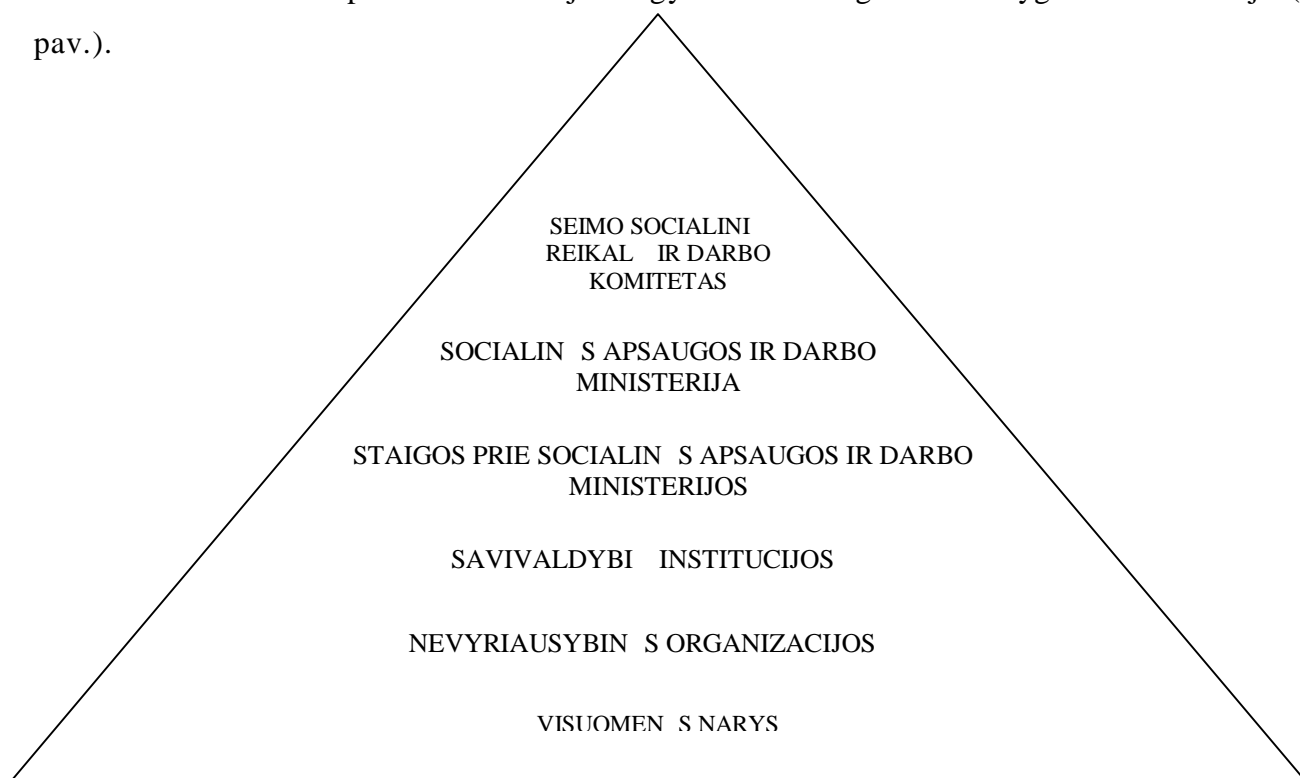 pav.).
SEIMO SOCIALINI
REIKAL IR DARBO
KOMITETAS
SOCIALIN S APSAUGOS IR DARBO
MINISTERIJA
STAIGOS PRIE SOCIALIN S APSAUGOS IR DARBO
MINISTERIJOS
SAVIVALDYBI INSTITUCIJOS
NEVYRIAUSYBIN S ORGANIZACIJOS
VISUOMEN S NARYS